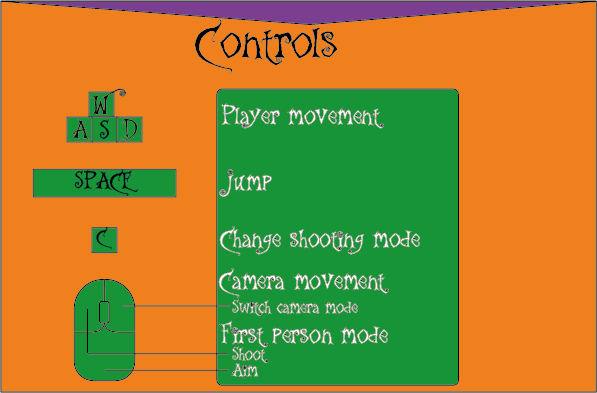 Controls
W
A S D
Player movement
SPACE
Jump
C
Change shooting mode
Camera movement
Switch camera mode
First person mode
Shoot
Aim